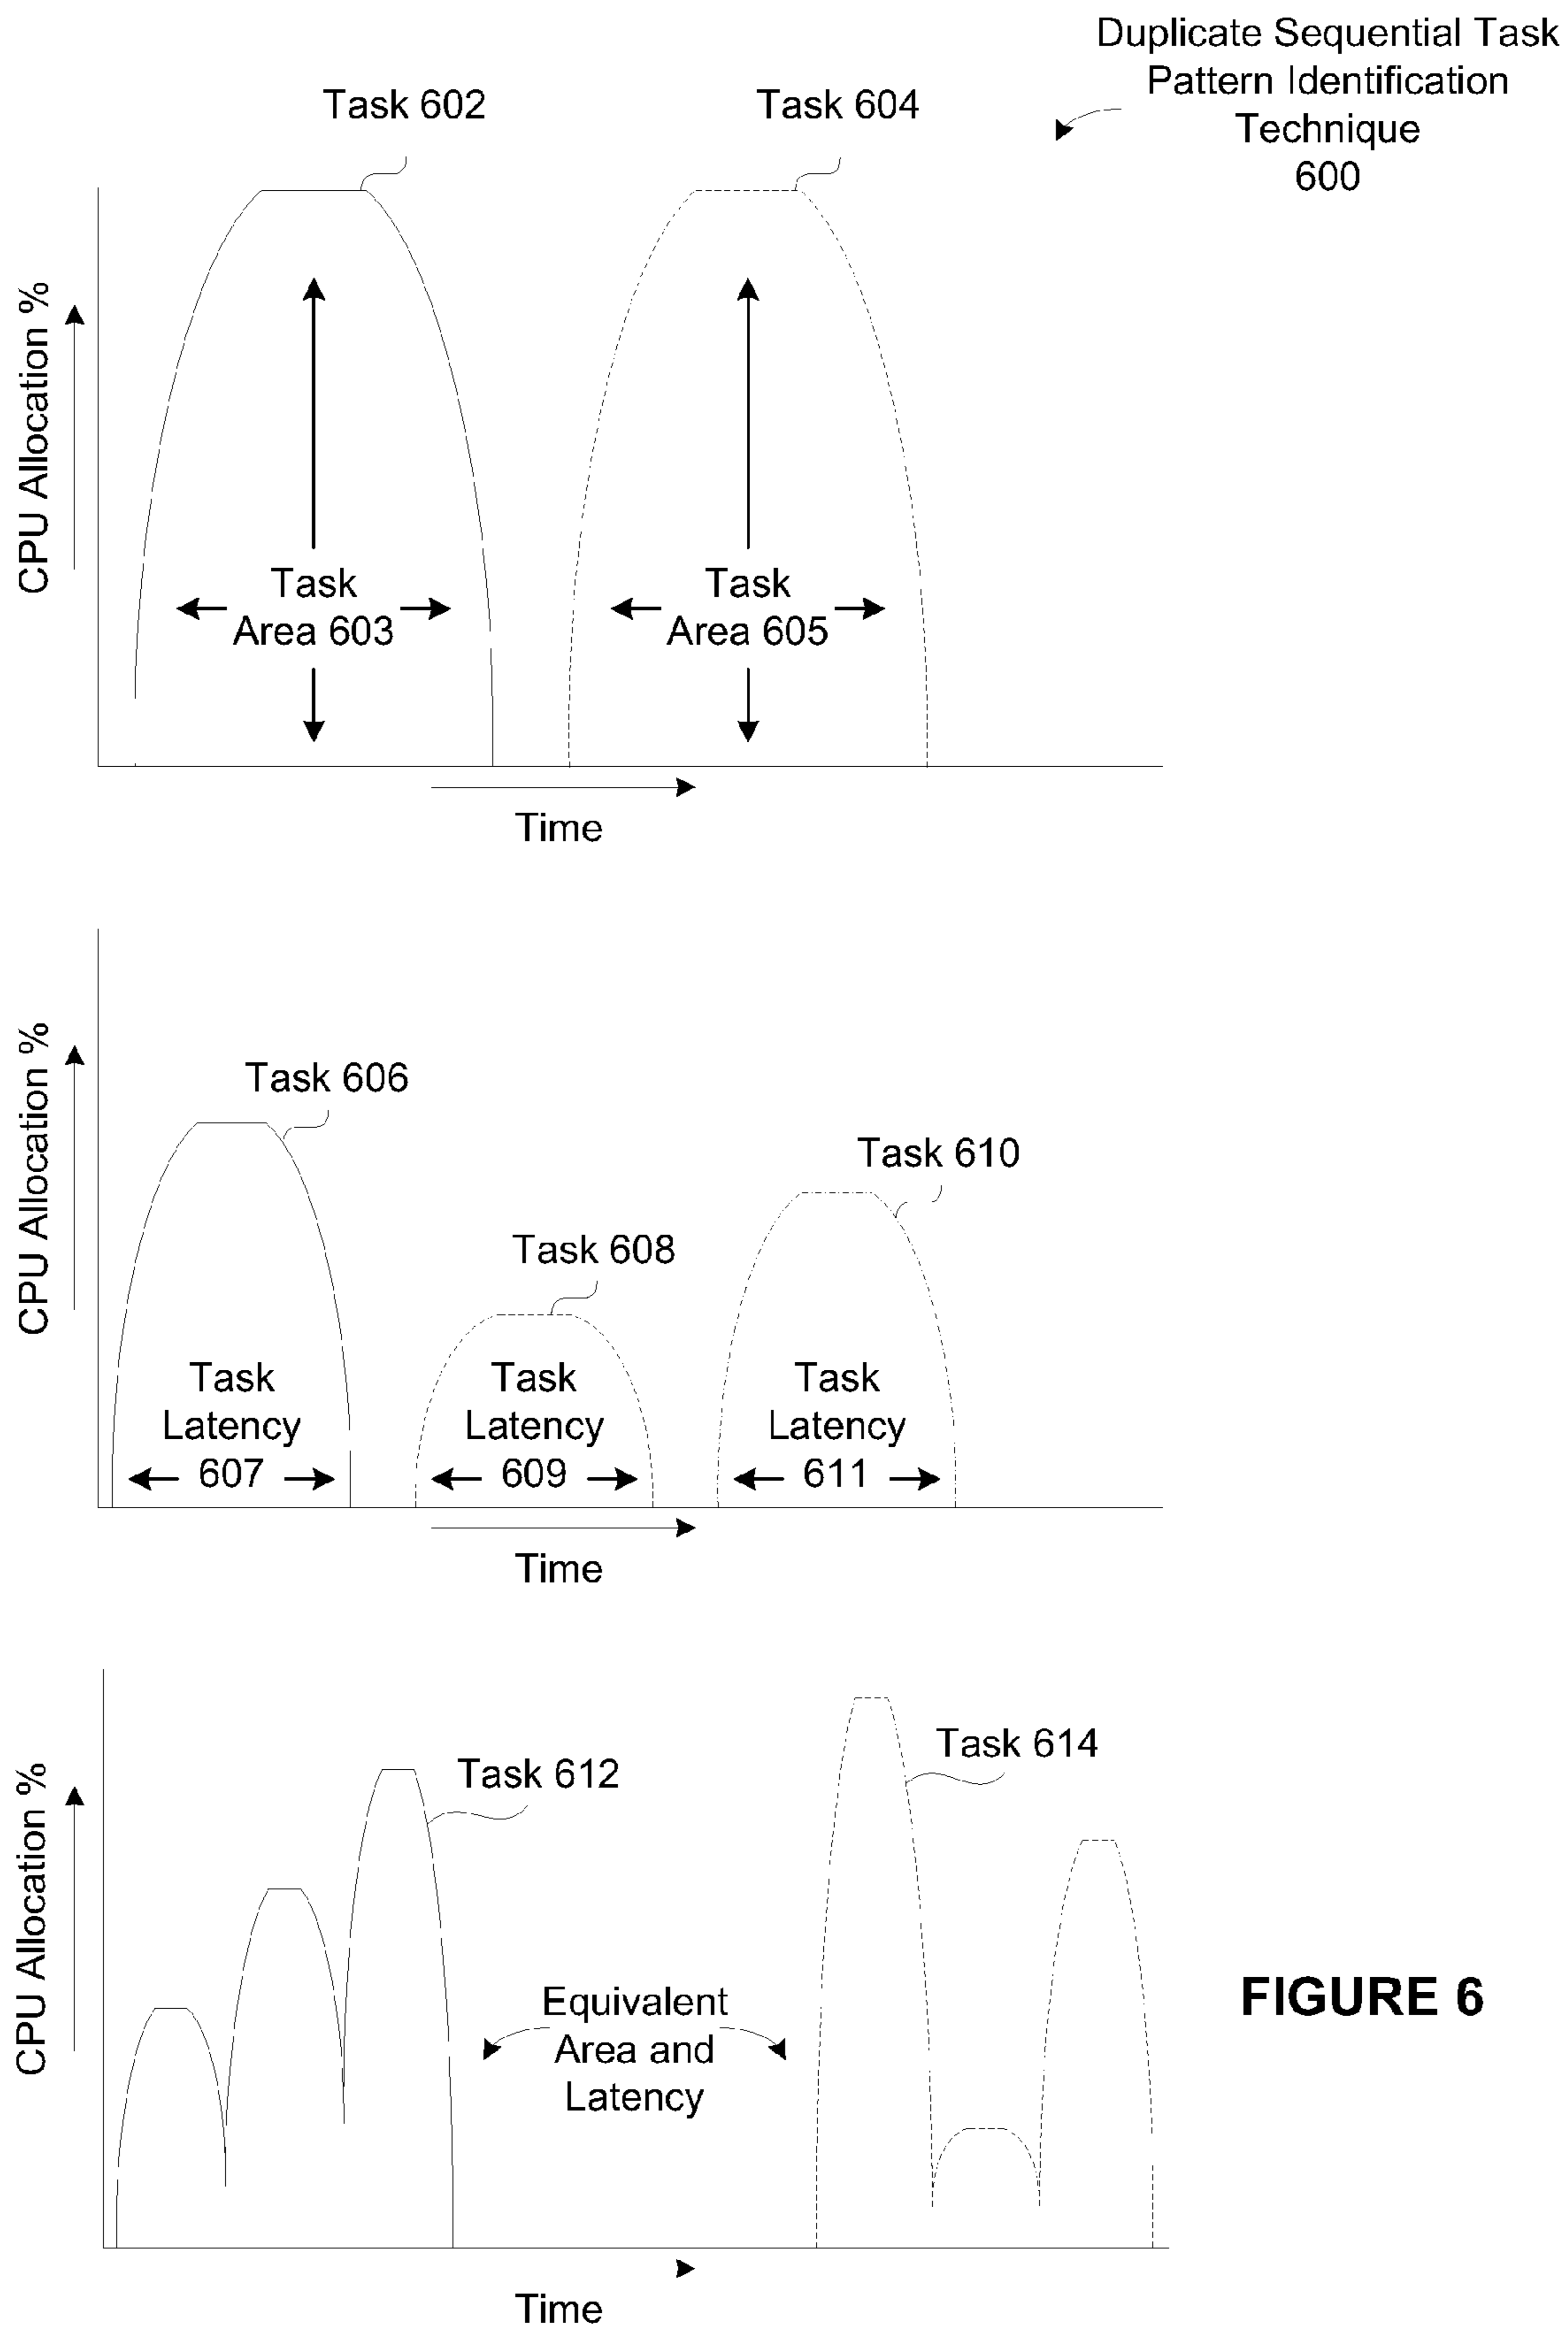 Duplicate Sequential Task
Pattern Identification
Technique
600
Task 602
Task 604
CPU Allocation %
Task
Area 603
Task
Area 605
Time
CPU Allocation %
Task 606
Task 608
Task 610
Task
Latency
607
Task
Latency
609
Task
Latency
611
Time
CPU Allocation %
Task 612
Task 614
Equivalent
Area and
Latency
Time
FIGURE 6